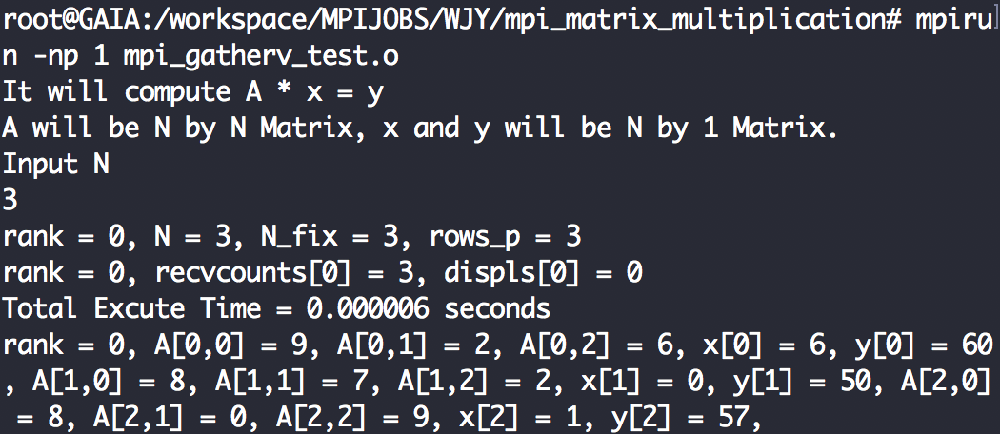 root@GAIA:/workspace/MPIJOBS/WJY/mpi_matrix_multiplication# mpiru
n -np 1 mpi_gatherv_test.o
It will compute A * x = y
A will be N by N Matrix, x and y will be N by 1 Matrix.
Input N
3
rank = 0, N = 3, N_fix = 3, rows_p = 3
rank = 0, recvcounts[0] = 3, displs[0] = 0
Total Excute Time = 0.000006 seconds
rank = 0, A[0,0] = 9, A[0,1] = 2, A[0,2] = 6, x[0] = 6, y[0] = 60
, A[1,0] = 8, A[1,1] = 7, A[1,2] = 2, x[1] = 0, y[1] = 50, A[2,0]
 = 8, A[2,1] = 0, A[2,2] = 9, x[2] = 1, y[2] = 57,